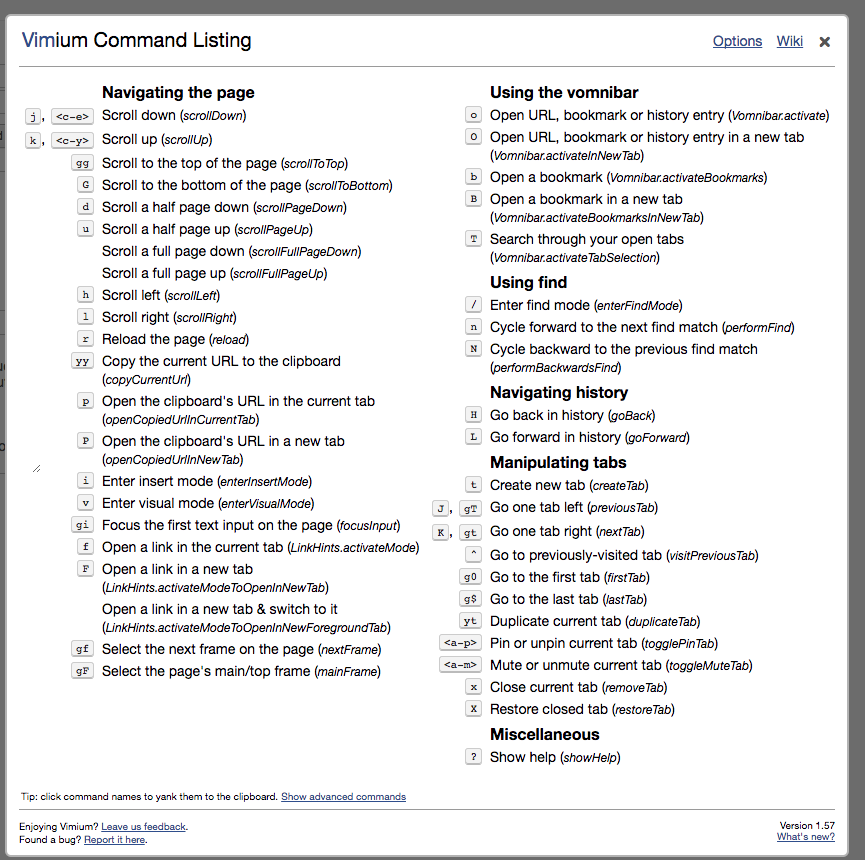 Vimium Command Listing
Options Wiki ×
Navigating the page
j, <c-e> Scroll down (scrollDown)
k, <c-y> Scroll up (scrollUp)
gg Scroll to the top of the page (scrollToTop)
G Scroll to the bottom of the page (scrollToBottom)
d Scroll a half page down (scrollPageDown)
u Scroll a half page up (scrollPageUp)
Scroll a full page down (scrollFullPageDown)
Scroll a full page up (scrollFullPageUp)
h Scroll left (scrollLeft)
l Scroll right (scrollRight)
r Reload the page (reload)
yy Copy the current URL to the clipboard
(copyCurrentUrl)
p Open the clipboard's URL in the current tab
(openCopiedUrlInCurrentTab)
P Open the clipboard's URL in a new tab
(openCopiedUrlInNewTab)
i Enter insert mode (enterInsertMode)
v Enter visual mode (enterVisualMode)
gi Focus the first text input on the page (focusInput)
f Open a link in the current tab (LinkHints.activateMode)
F Open a link in a new tab
(LinkHints.activateModeToOpenInNewTab)
Open a link in a new tab & switch to it
(LinkHints.activateModeToOpenInNewForegroundTab)
gf Select the next frame on the page (nextFrame)
gF Select the page's main/top frame (mainFrame)
Using the vomnibar
o Open URL, bookmark or history entry (Vomnibar.activate)
O Open URL, bookmark or history entry in a new tab
(Vomnibar.activateInNewTab)
b Open a bookmark (Vomnibar.activateBookmarks)
B Open a bookmark in a new tab
(Vomnibar.activateBookmarksInNewTab)
T Search through your open tabs
(Vomnibar.activateTabSelection)
Using find
/ Enter find mode (enterFindMode)
n Cycle forward to the next find match (performFind)
N Cycle backward to the previous find match
(performBackwardsFind)
Navigating history
H Go back in history (goBack)
L Go forward in history (goForward)
Manipulating tabs
t Create new tab (createTab)
J, gT Go one tab left (previousTab)
K, gt Go one tab right (nextTab)
^ Go to previously-visited tab (visitPreviousTab)
g0 Go to the first tab (firstTab)
g$ Go to the last tab (lastTab)
yt Duplicate current tab (duplicateTab)
<a-p> Pin or unpin current tab (togglePinTab)
<a-m> Mute or unmute current tab (toggleMuteTab)
x Close current tab (removeTab)
X Restore closed tab (restoreTab)
Miscellaneous
? Show help (showHelp)
Tip: click command names to yank them to the clipboard. Show advanced commands
Enjoying Vimium? Leave us feedback.
Found a bug? Report it here.
Version 1.57
What's new?